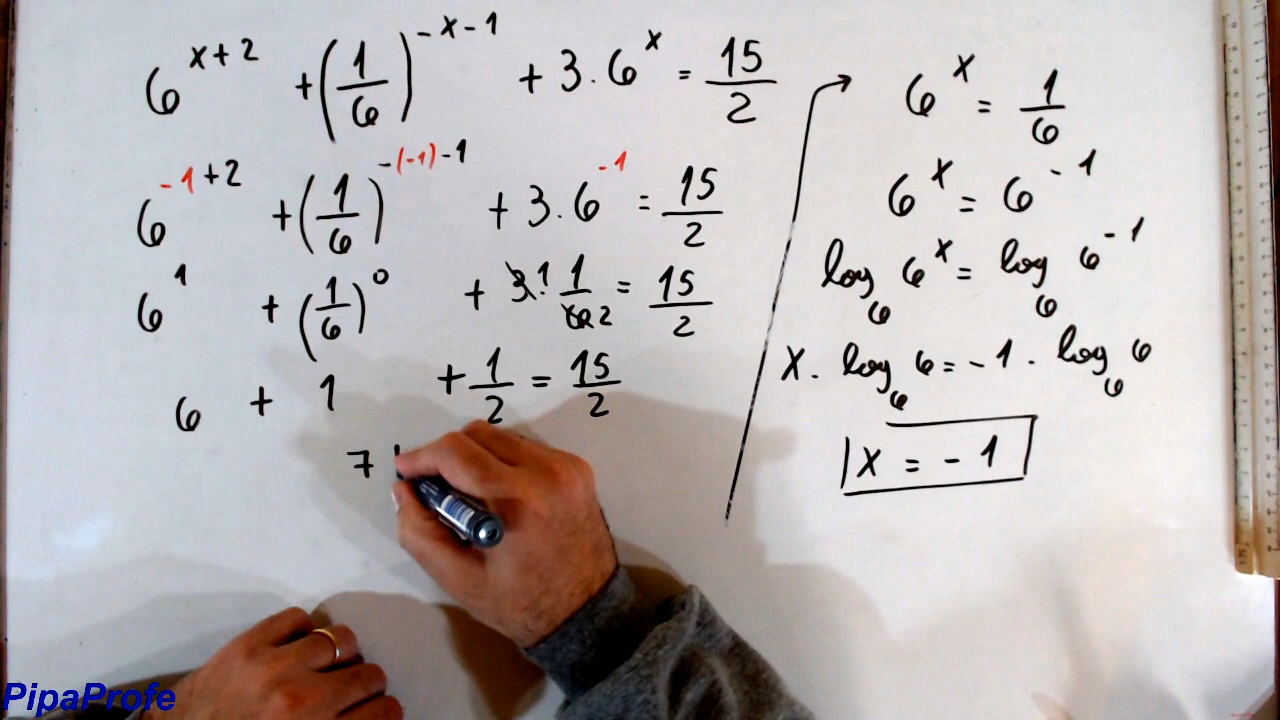 6^{x+2} + (1/6)^{-x-1} + 3 . 6^x = 15/2
6^{-1+2} + (1/6)^{-(-1)-1} + 3 . 6^{-1} = 15/2
6^1 + (1/6)^0 + 3 1 . 1/6 2 = 15/2
6 + 1 + 1/2 = 15/2
7
6^x = 1/6
6^x = 6^{-1}
log_6 6^x = log_6 6^{-1}
x . log_6 6 = -1 . log_6 6
x = -1
PipaProfe